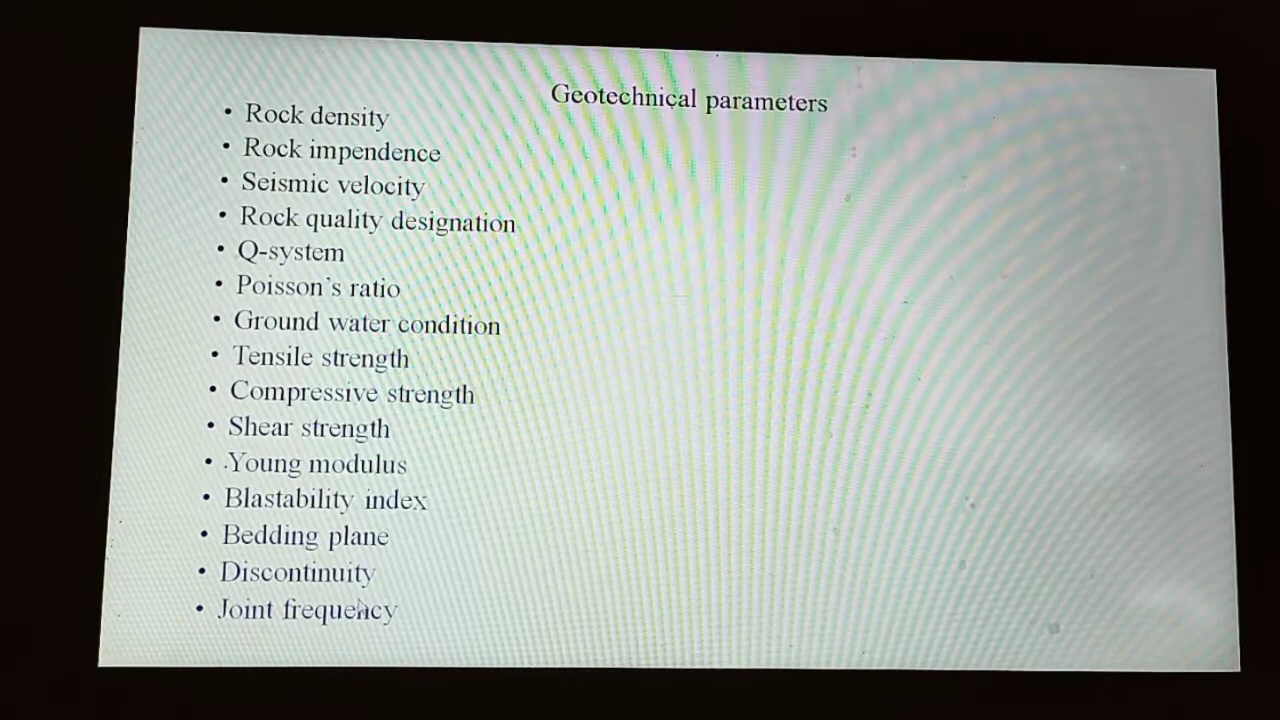 Geotechnical parameters
• Rock density
• Rock impendence
• Seismic velocity
• Rock quality designation
• Q-system
• Poisson's ratio
• Ground water condition
• Tensile strength
• Compressive strength
• Shear strength
• .Young modulus
• Blastability index
• Bedding plane
• Discontinuity
• Joint frequency